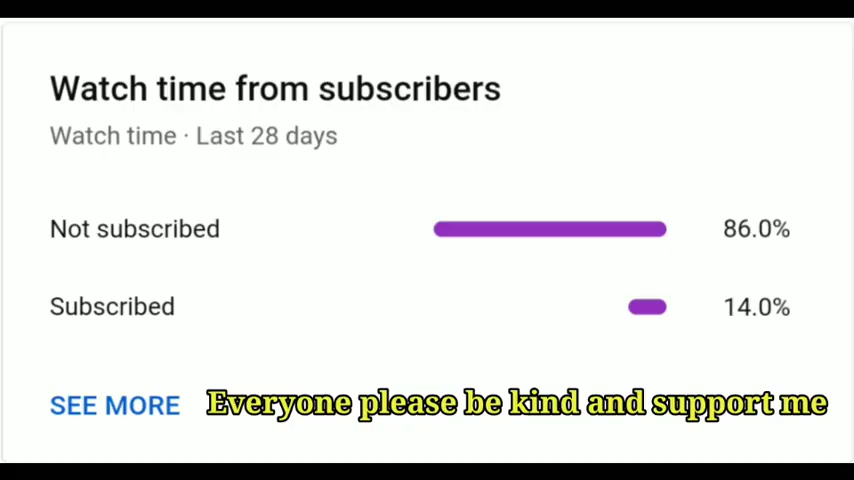 Watch time from subscribers
Watch time · Last 28 days
Not subscribed 86.0%
Subscribed 14.0%
SEE MORE Everyone please be kind and support me